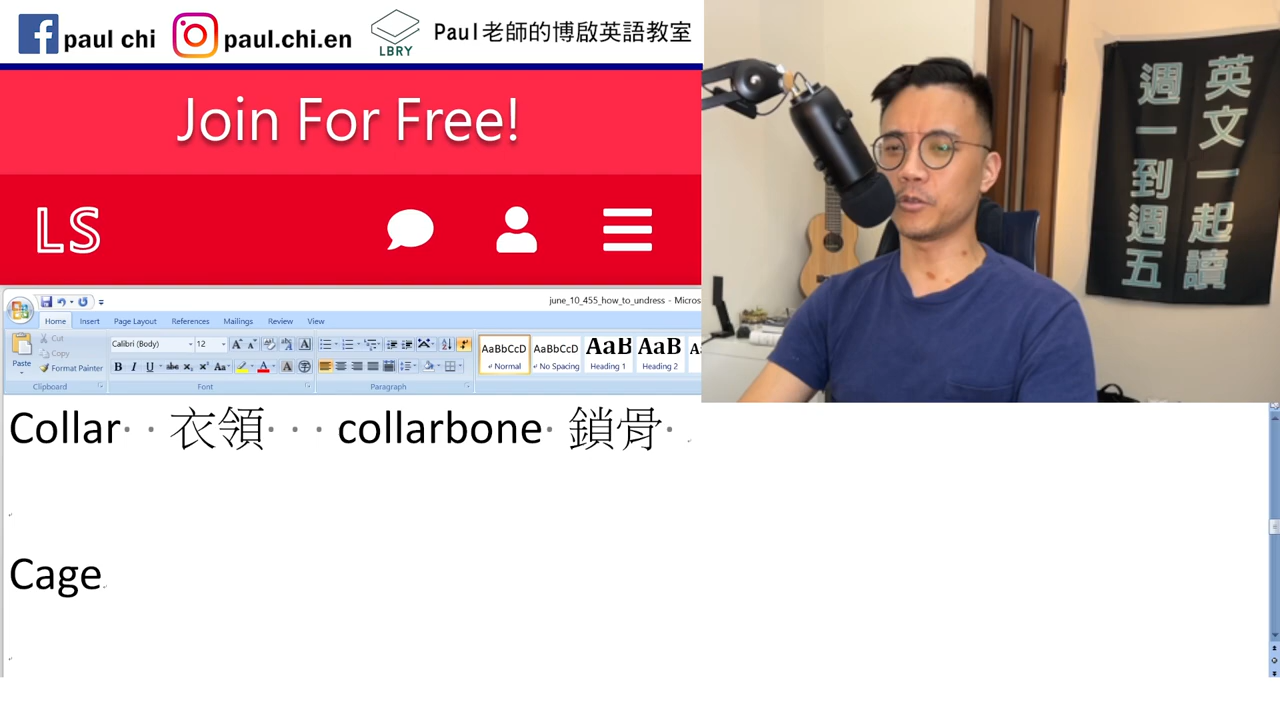 paul chi
paul.chi.en
LBRY
Paul老師的博啟英語教室
Join For Free!
LS
june_10_455_how_to_undress - Micros
Home Insert Page Layout References Mailings Review View
Paste
Cut
Copy
Format Painter
Calibri (Body) 12
AaBbCcD AaBbCcD AaB AaB
Normal No Spacing Heading 1 Heading 2
Clipboard Font Paragraph
Collar 衣領 collarbone 鎖骨
Cage
英文一起讀
週一到週五